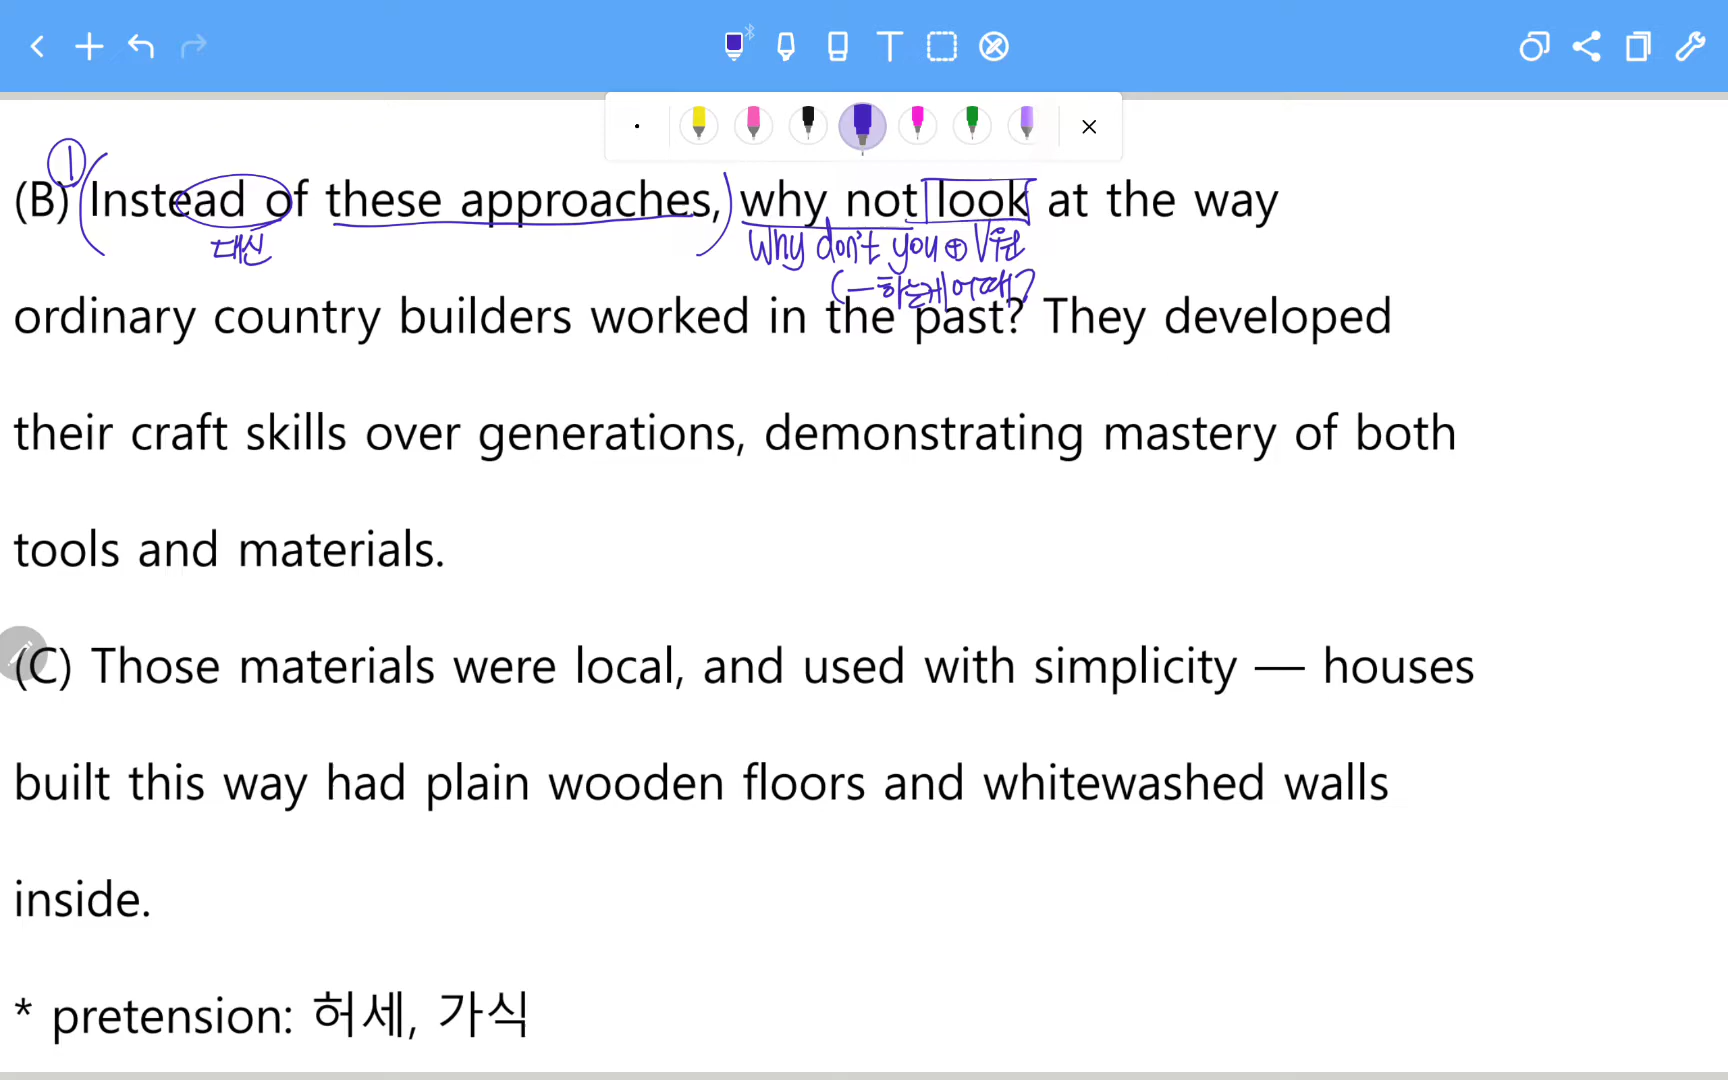 ①
(B) Instead of these approaches, why not look at the way
대신
Why don't you ⊕ V원
(―하는게 어때?
ordinary country builders worked in the past? They developed
their craft skills over generations, demonstrating mastery of both
tools and materials.
(C) Those materials were local, and used with simplicity — houses
built this way had plain wooden floors and whitewashed walls
inside.
* pretension: 허세, 가식